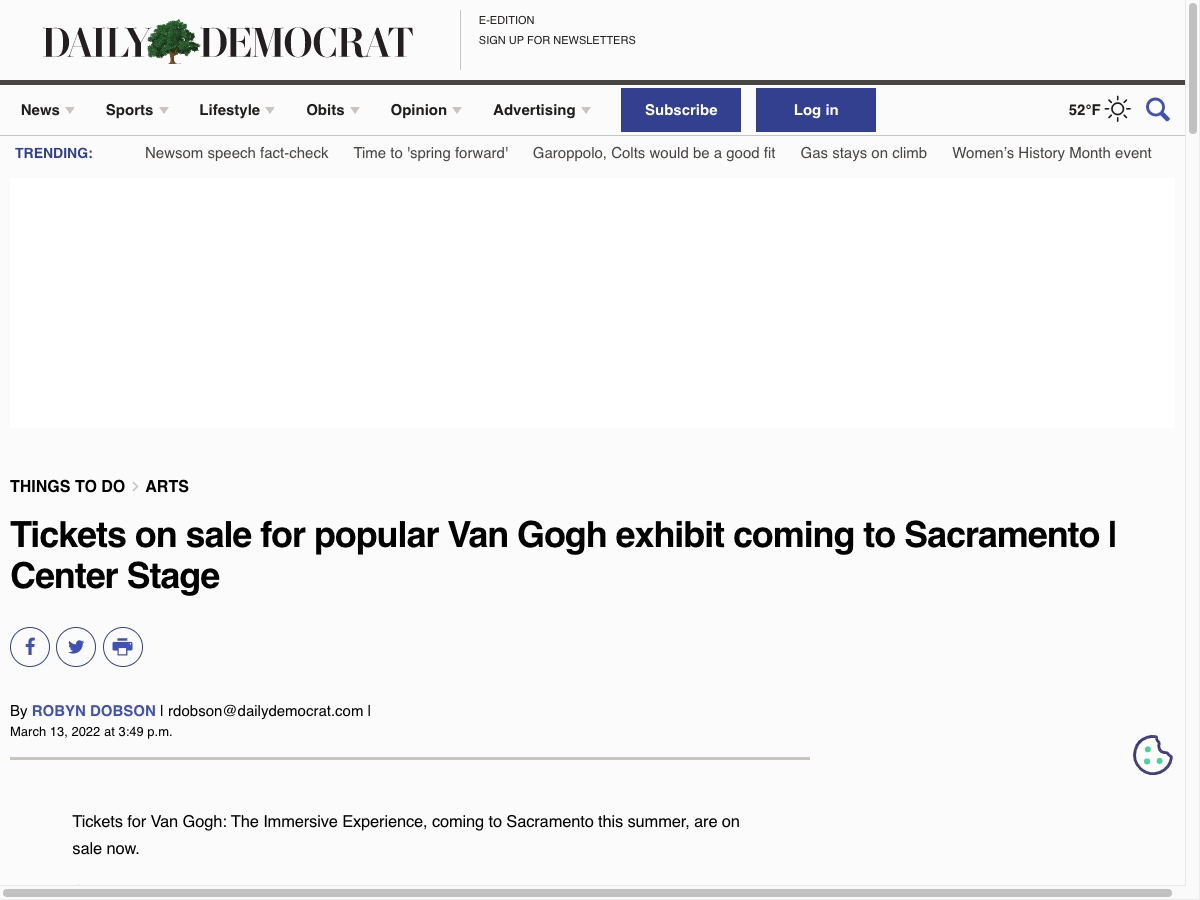 DAILY DEMOCRAT
E-EDITION
SIGN UP FOR NEWSLETTERS
News Sports Lifestyle Obits Opinion Advertising Subscribe Log in 52°F
TRENDING: Newsom speech fact-check Time to 'spring forward' Garoppolo, Colts would be a good fit Gas stays on climb Women’s History Month event
THINGS TO DO > ARTS
Tickets on sale for popular Van Gogh exhibit coming to Sacramento |
Center Stage
By ROBYN DOBSON | rdobson@dailydemocrat.com |
March 13, 2022 at 3:49 p.m.
Tickets for Van Gogh: The Immersive Experience, coming to Sacramento this summer, are on
sale now.